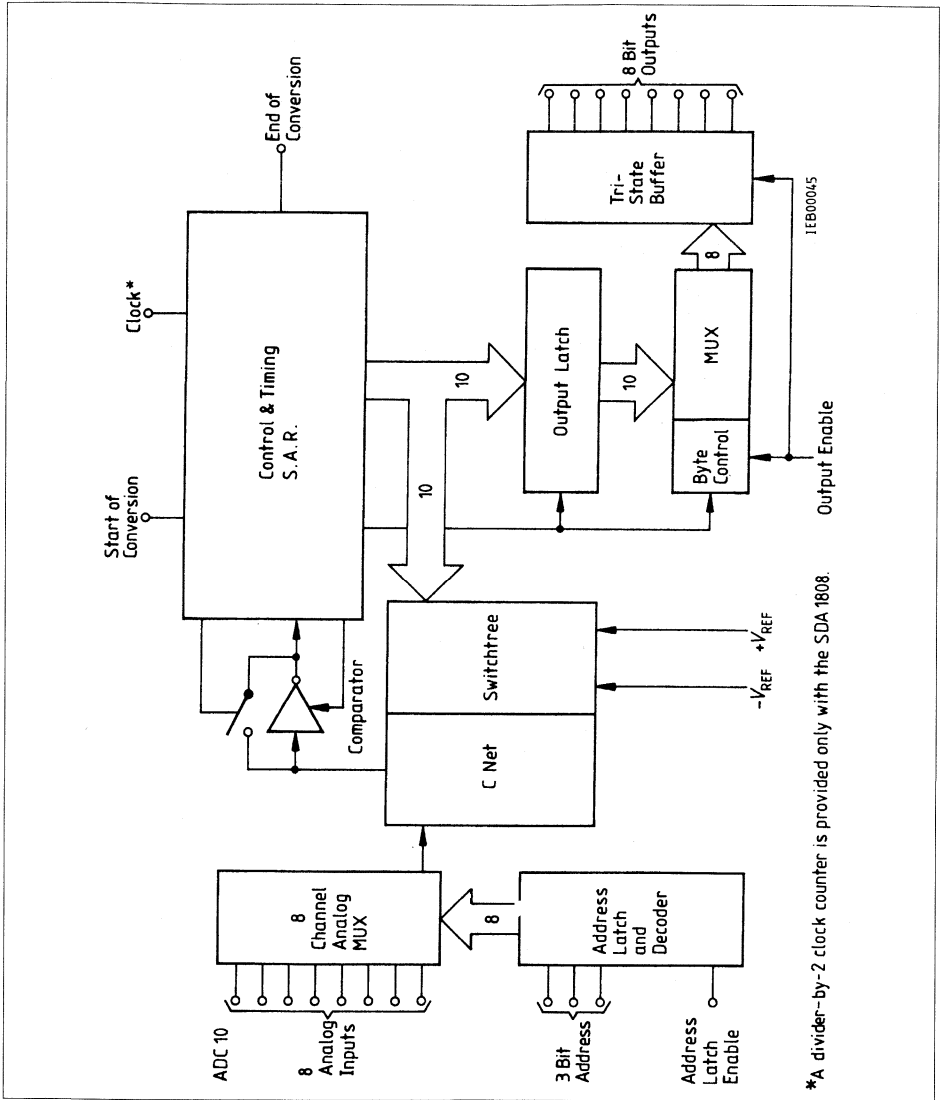 ADC 10
8
Analog
Inputs
3 Bit
Address
Address
Latch
Enable
8
Channel
Analog
MUX
8
Address
Latch
and
Decoder
Comparator
C Net
Switchtree
-VREF
+VREF
Start of
Conversion
Clock*
Control & Timing
S.A.R.
End of
Conversion
10
10
Output Latch
10
Byte
Control
MUX
Output Enable
8
Tri-
State
Buffer
8 Bit
Outputs
IEB00045
*A divider-by-2 clock counter is provided only with the SDA 1808.